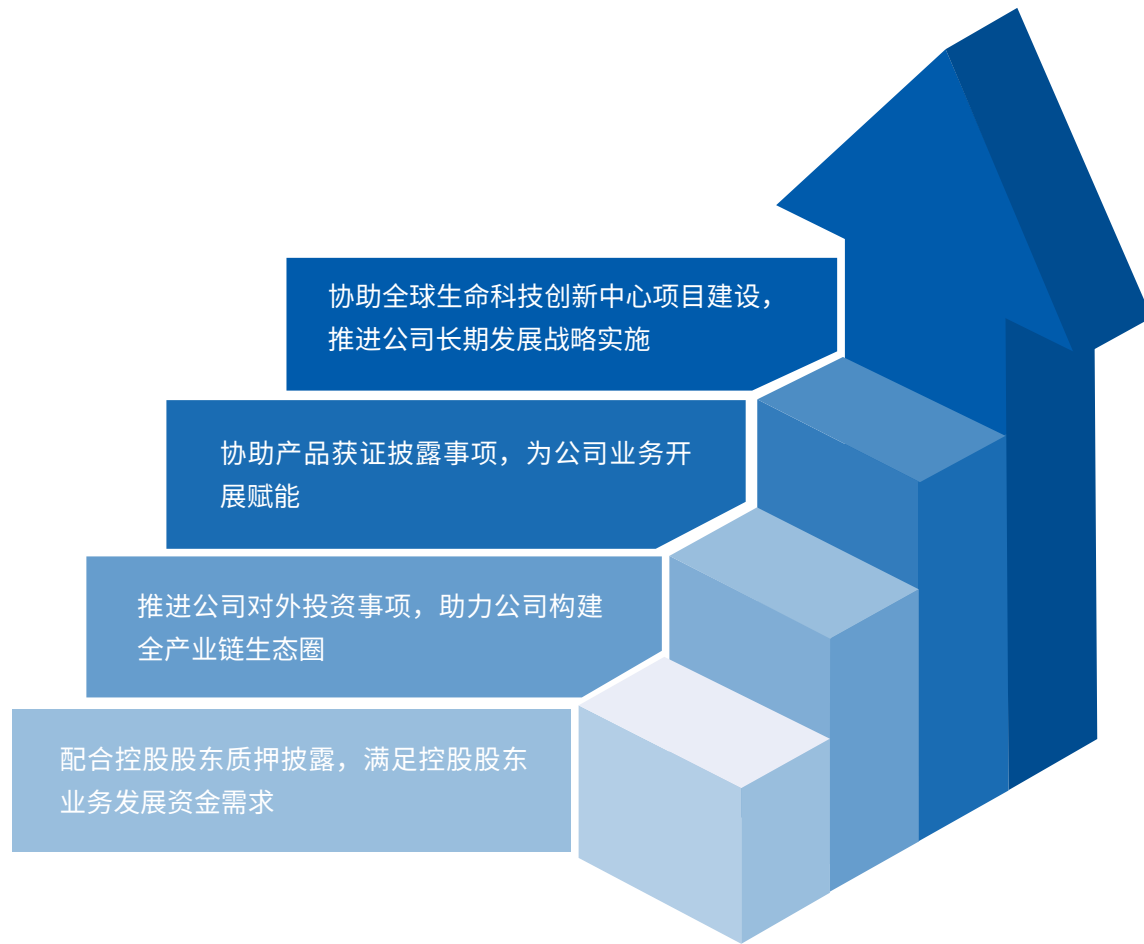 协助全球生命科技创新中心项目建设，
推进公司长期发展战略实施
协助产品获证披露事项，为公司业务开
展赋能
推进公司对外投资事项，助力公司构建
全产业链生态圈
配合控股股东质押披露，满足控股股东
业务发展资金需求